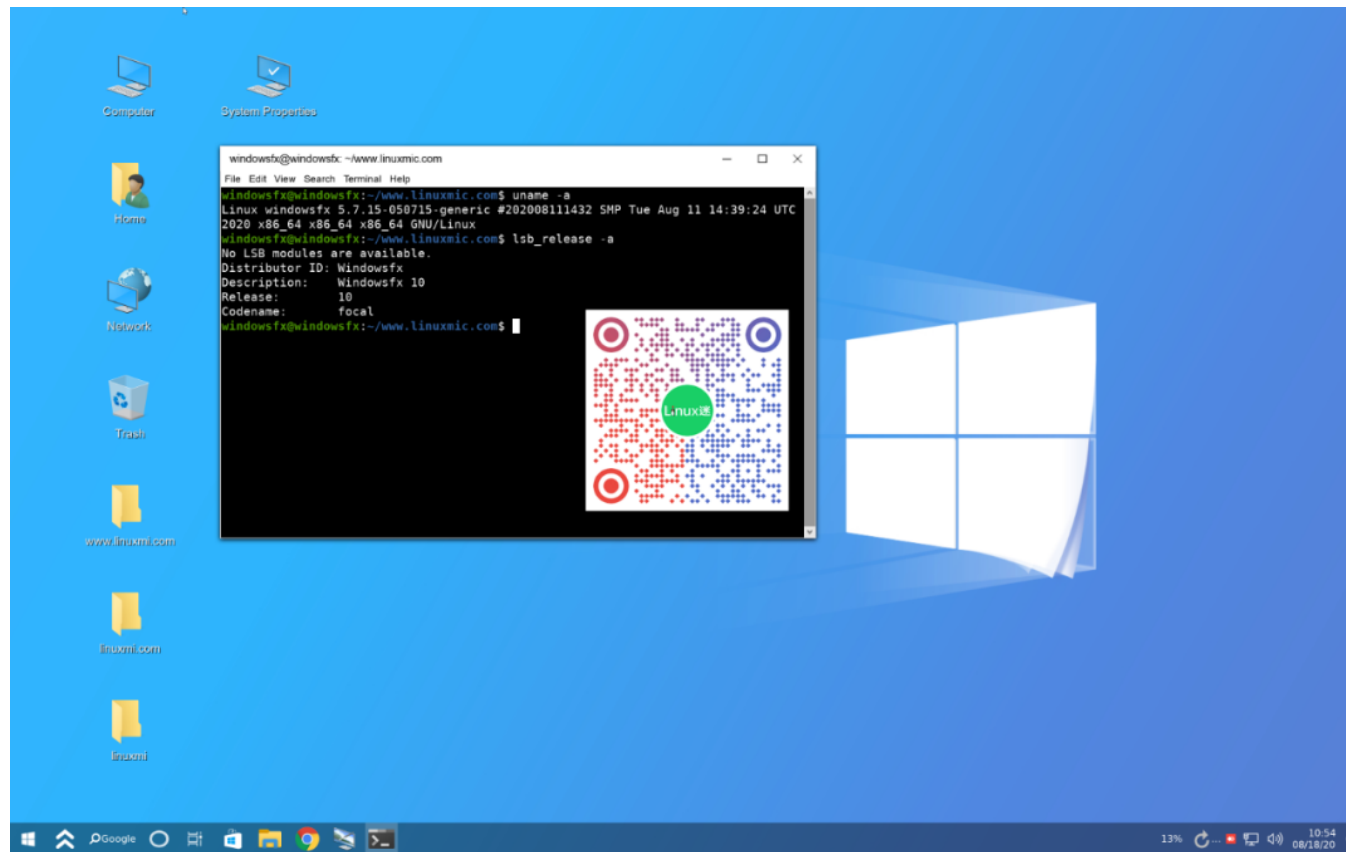 Computer
System Properties
Home
Network
Trash
www.linuxmi.com
linuxmi.com
linuxmi
windowsfx@windowsfx: ~/www.linuxmic.com
File Edit View Search Terminal Help
windowsfx@windowsfx:~/www.linuxmic.com$ uname -a
Linux windowsfx 5.7.15-050715-generic #202008111432 SMP Tue Aug 11 14:39:24 UTC
2020 x86_64 x86_64 x86_64 GNU/Linux
windowsfx@windowsfx:~/www.linuxmic.com$ lsb_release -a
No LSB modules are available.
Distributor ID: Windowsfx
Description: Windowsfx 10
Release: 10
Codename: focal
windowsfx@windowsfx:~/www.linuxmic.com$
Linux迷
Google
13%
10:54
08/18/20